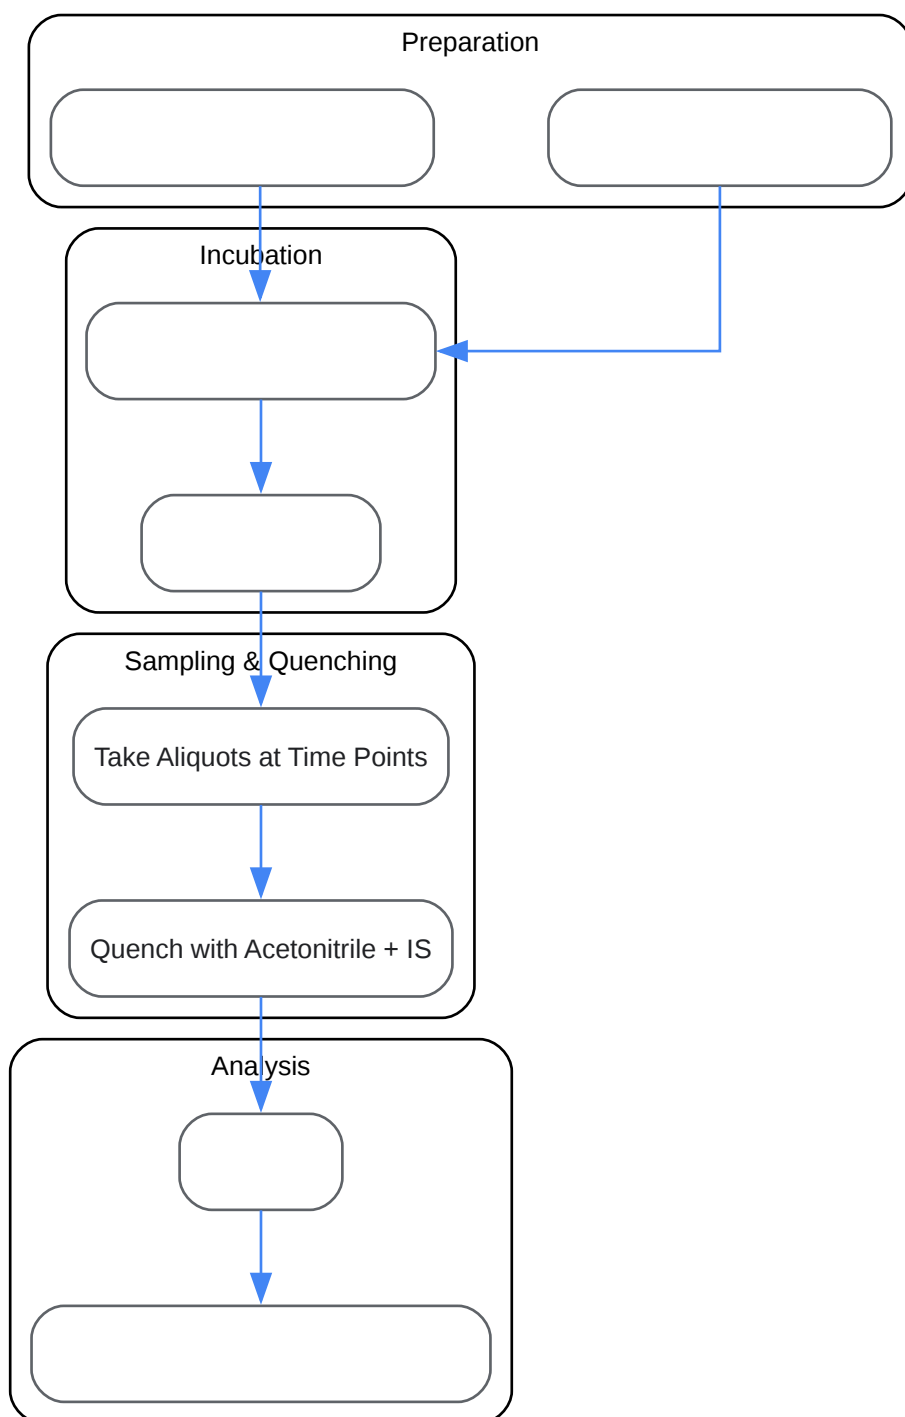 Preparation
Incubation
Sampling & Quenching
Take Aliquots at Time Points
Quench with Acetonitrile + IS
Analysis